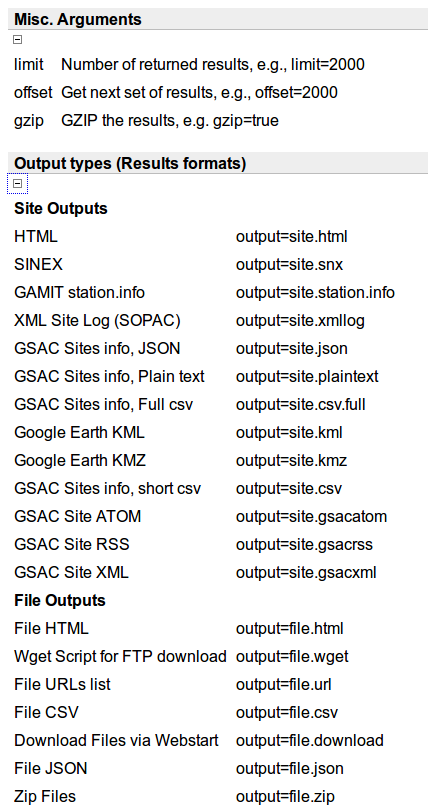 Misc. Arguments
limit Number of returned results, e.g., limit=2000
offset Get next set of results, e.g., offset=2000
gzip GZIP the results, e.g. gzip=true
Output types (Results formats)
Site Outputs
HTML output=site.html
SINEX output=site.snx
GAMIT station.info output=site.station.info
XML Site Log (SOPAC) output=site.xmllog
GSAC Sites info, JSON output=site.json
GSAC Sites info, Plain text output=site.plaintext
GSAC Sites info, Full csv output=site.csv.full
Google Earth KML output=site.kml
Google Earth KMZ output=site.kmz
GSAC Sites info, short csv output=site.csv
GSAC Site ATOM output=site.gsacatom
GSAC Site RSS output=site.gsacrss
GSAC Site XML output=site.gsacxml
File Outputs
File HTML output=file.html
Wget Script for FTP download output=file.wget
File URLs list output=file.url
File CSV output=file.csv
Download Files via Webstart output=file.download
File JSON output=file.json
Zip Files output=file.zip